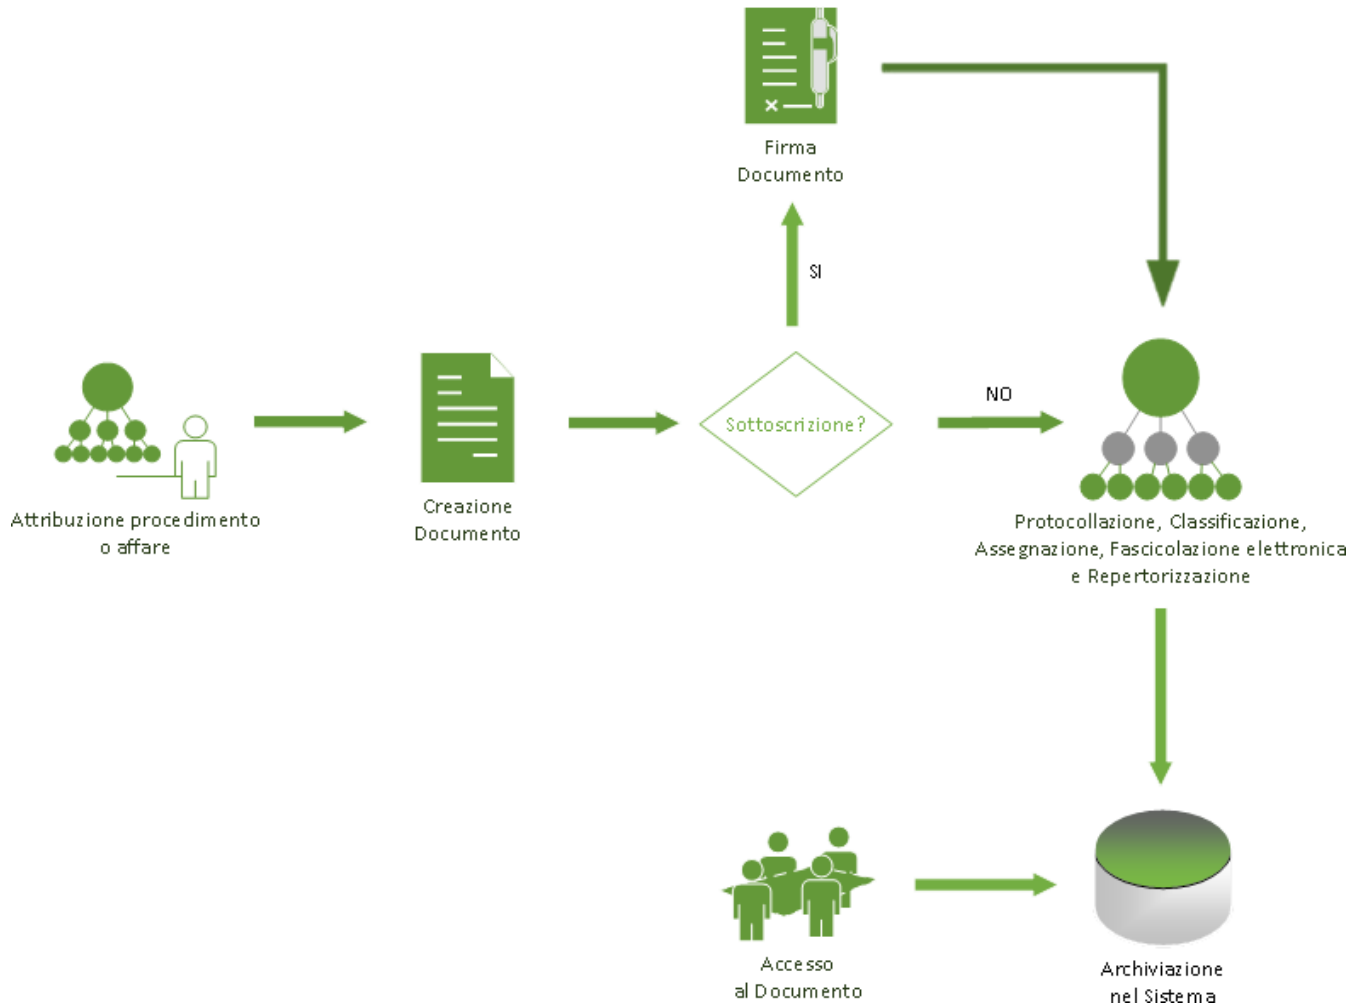 Firma
Documento
SI
Sottoscrizione?
NO
Attribuzione procedimento
o affare
Creazione
Documento
Protocollazione, Classificazione,
Assegnazione, Fascicolazione elettronica
e Repertorizzazione
Accesso
al Documento
Archiviazione
nel Sistema